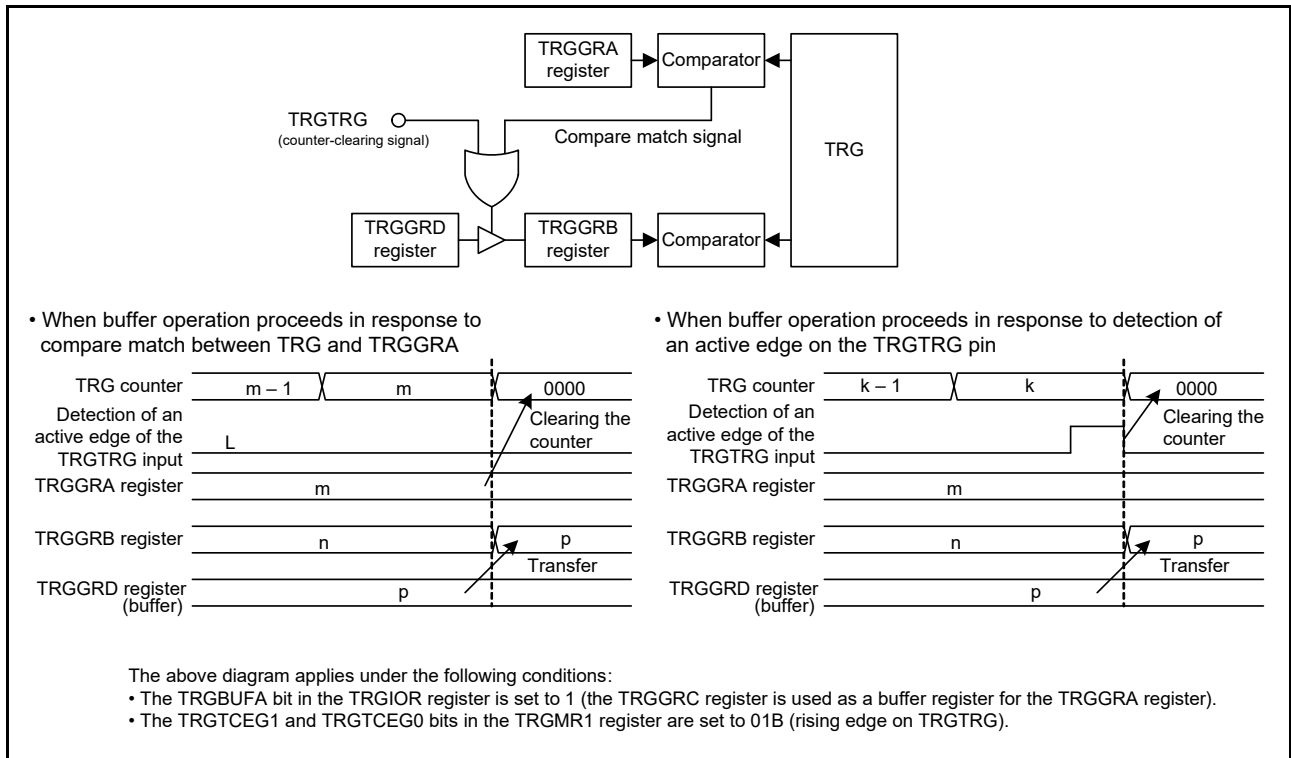 TRGGRA
register
Comparator
TRGTRG
(counter-clearing signal)
Compare match signal
TRG
TRGGRD
register
TRGGRB
register
Comparator
• When buffer operation proceeds in response to
compare match between TRG and TRGGRA
TRG counter
m – 1
m
0000
Detection of an
active edge of the
TRGTRG input
L
Clearing the
counter
TRGGRA register
m
TRGGRB register
n
p
Transfer
TRGGRD register
(buffer)
p
• When buffer operation proceeds in response to detection of
an active edge on the TRGTRG pin
TRG counter
k – 1
k
0000
Detection of an
active edge of the
TRGTRG input
Clearing the
counter
TRGGRA register
m
TRGGRB register
n
p
Transfer
TRGGRD register
(buffer)
p
The above diagram applies under the following conditions:
• The TRGBUFA bit in the TRGIOR register is set to 1 (the TRGGRC register is used as a buffer register for the TRGGRA register).
• The TRGTCEG1 and TRGTCEG0 bits in the TRGMR1 register are set to 01B (rising edge on TRGTRG).